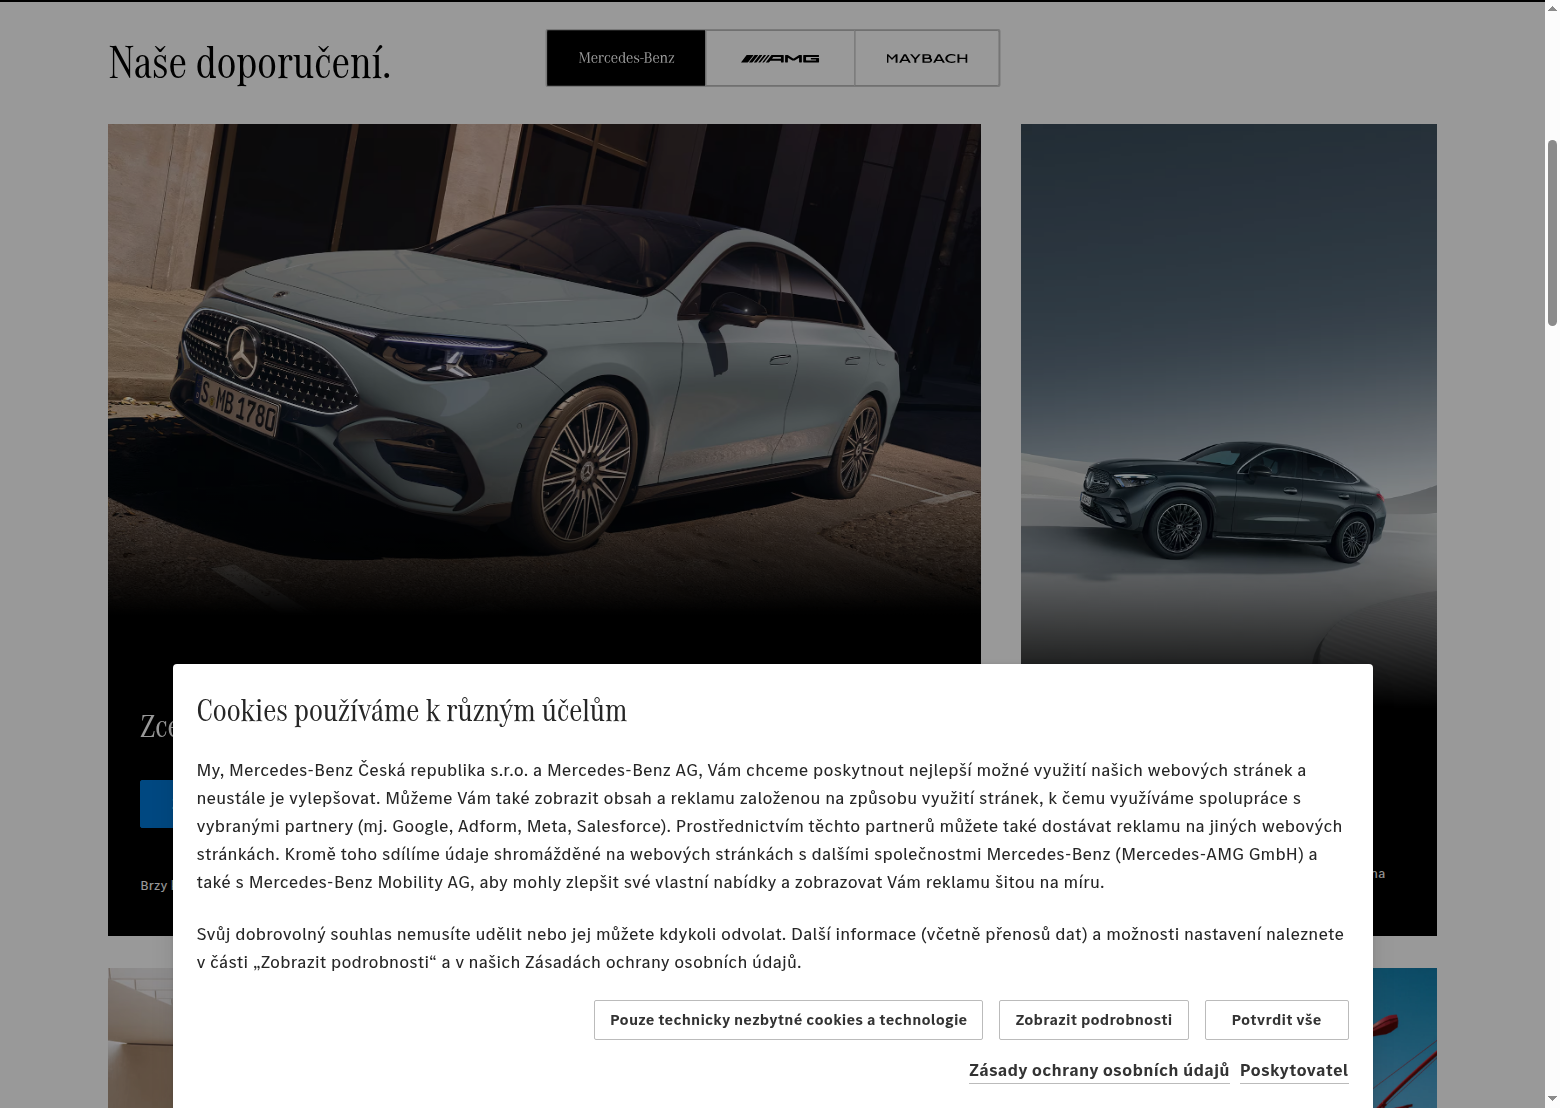 Naše doporučení.
Mercedes-Benz
AMG
MAYBACH
S MB 1780
Cookies používáme k různým účelům
My, Mercedes-Benz Česká republika s.r.o. a Mercedes-Benz AG, Vám chceme poskytnout nejlepší možné využití našich webových stránek a
neustále je vylepšovat. Můžeme Vám také zobrazit obsah a reklamu založenou na způsobu využití stránek, k čemu využíváme spolupráce s
vybranými partnery (mj. Google, Adform, Meta, Salesforce). Prostřednictvím těchto partnerů můžete také dostávat reklamu na jiných webových
stránkách. Kromě toho sdílíme údaje shromážděné na webových stránkách s dalšími společnostmi Mercedes-Benz (Mercedes-AMG GmbH) a
také s Mercedes-Benz Mobility AG, aby mohly zlepšit své vlastní nabídky a zobrazovat Vám reklamu šitou na míru.
Svůj dobrovolný souhlas nemusíte udělit nebo jej můžete kdykoli odvolat. Další informace (včetně přenosů dat) a možnosti nastavení naleznete
v části „Zobrazit podrobnosti“ a v našich Zásadách ochrany osobních údajů.
Brzy
Pouze technicky nezbytné cookies a technologie
Zobrazit podrobnosti
Potvrdit vše
Zásady ochrany osobních údajů
Poskytovatel